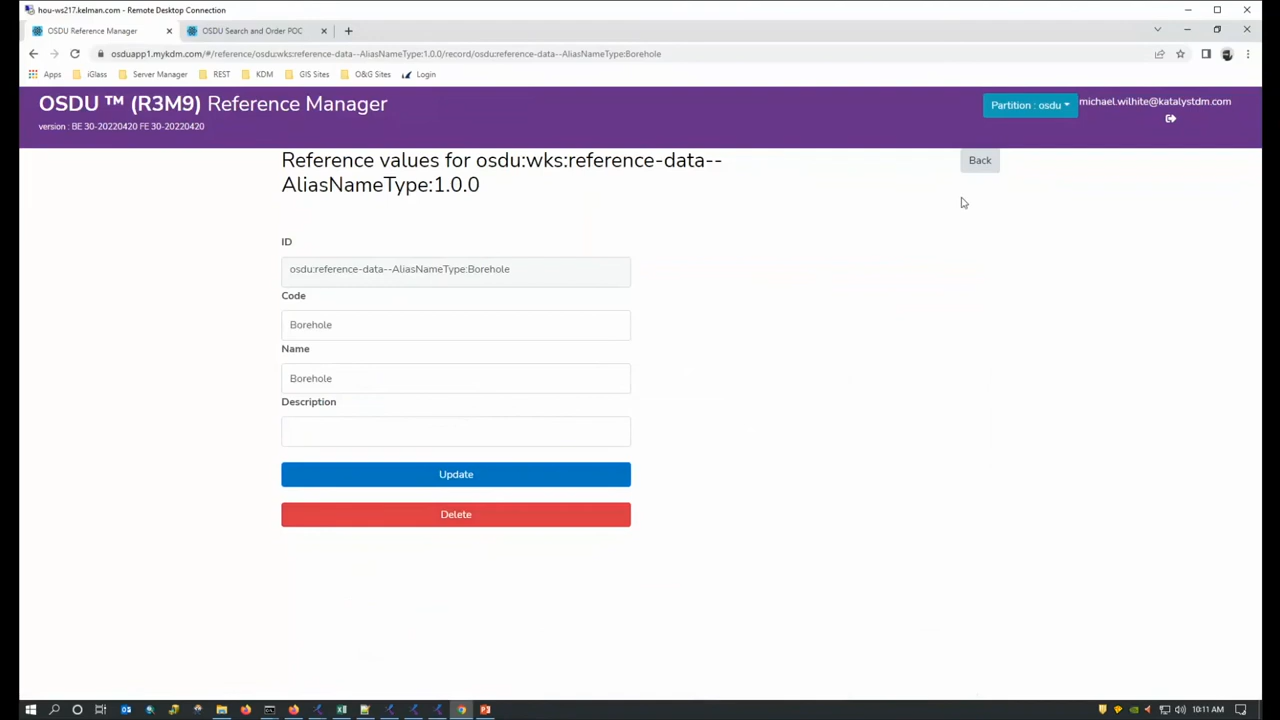 hou-ws217.kelman.com - Remote Desktop Connection
OSDU Reference Manager
OSDU Search and Order POC
osduapp1.mykdm.com/#/reference/osdu:wks:reference-data--AliasNameType:1.0.0/record/osdu:reference-data--AliasNameType:Borehole
Apps iGlass Server Manager REST KDM GIS Sites O&G Sites Login
OSDU ™ (R3M9) Reference Manager
version : BE 30-20220420 FE 30-20220420
Partition : osdu
michael.wilhite@katalystdm.com
Reference values for osdu:wks:reference-data--
AliasNameType:1.0.0
Back
ID
osdu:reference-data--AliasNameType:Borehole
Code
Borehole
Name
Borehole
Description
Update
Delete
10:11 AM